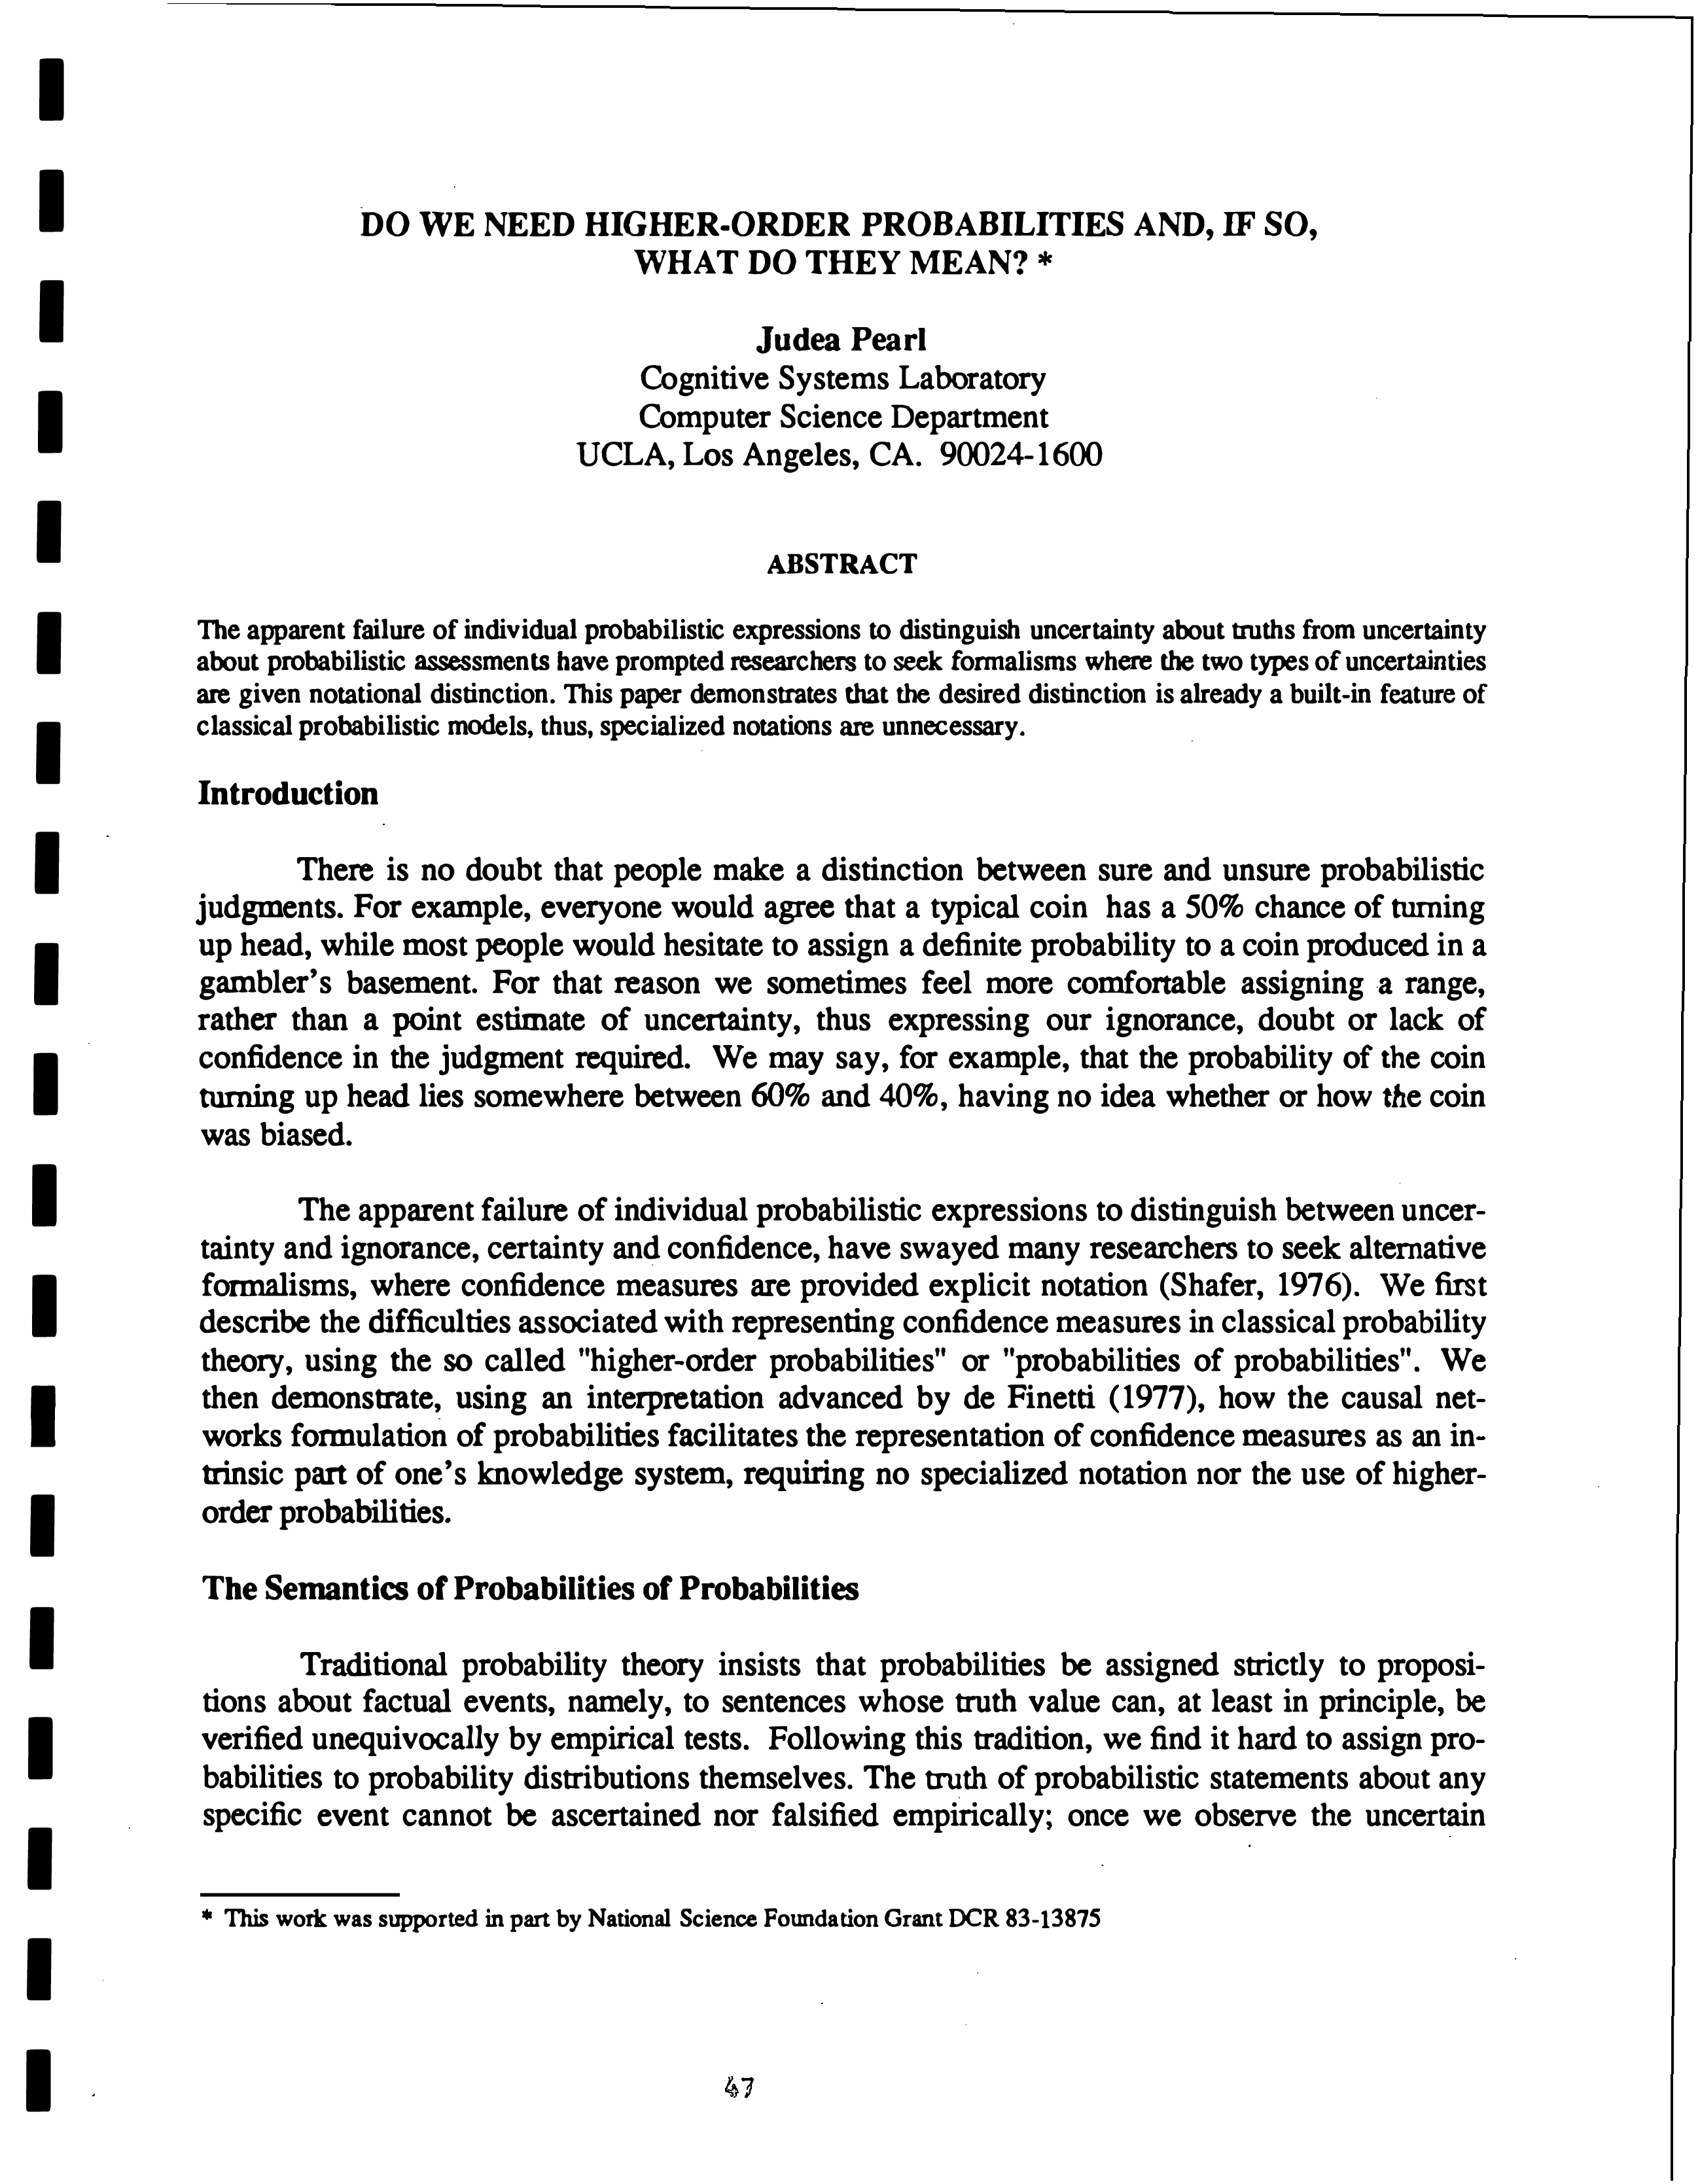 DO WE NEED HIGHER-ORDER PROBABILITIES AND, IF SO,
WHAT DO THEY MEAN? *
Judea Pearl
Cognitive Systems Laboratory
Computer Science Department
UCLA, Los Angeles, CA. 90024-1600
ABSTRACT
The apparent failure of individual probabilistic expressions to distinguish uncertainty about truths from uncertainty
about probabilistic assessments have prompted researchers to seek formalisms where the two types of uncertainties
are given notational distinction. This paper demonstrates that the desired distinction is already a built-in feature of
classical probabilistic models, thus, specialized notations are unnecessary.
Introduction
There is no doubt that people make a distinction between sure and unsure probabilistic
judgments. For example, everyone would agree that a typical coin has a 50% chance of turning
up head, while most people would hesitate to assign a definite probability to a coin produced in a
gambler's basement. For that reason we sometimes feel more comfortable assigning a range,
rather than a point estimate of uncertainty, thus expressing our ignorance, doubt or lack of
confidence in the judgment required. We may say, for example, that the probability of the coin
turning up head lies somewhere between 60% and 40%, having no idea whether or how the coin
was biased.
The apparent failure of individual probabilistic expressions to distinguish between uncer-
tainty and ignorance, certainty and confidence, have swayed many researchers to seek alternative
formalisms, where confidence measures are provided explicit notation (Shafer, 1976). We first
describe the difficulties associated with representing confidence measures in classical probability
theory, using the so called "higher-order probabilities" or "probabilities of probabilities". We
then demonstrate, using an interpretation advanced by de Finetti (1977), how the causal net-
works formulation of probabilities facilitates the representation of confidence measures as an in-
trinsic part of one's knowledge system, requiring no specialized notation nor the use of higher-
order probabilities.
The Semantics of Probabilities of Probabilities
Traditional probability theory insists that probabilities be assigned strictly to proposi-
tions about factual events, namely, to sentences whose truth value can, at least in principle, be
verified unequivocally by empirical tests. Following this tradition, we find it hard to assign pro-
babilities to probability distributions themselves. The truth of probabilistic statements about any
specific event cannot be ascertained nor falsified empirically; once we observe the uncertain
* This work was supported in part by National Science Foundation Grant DCR 83-13875
47